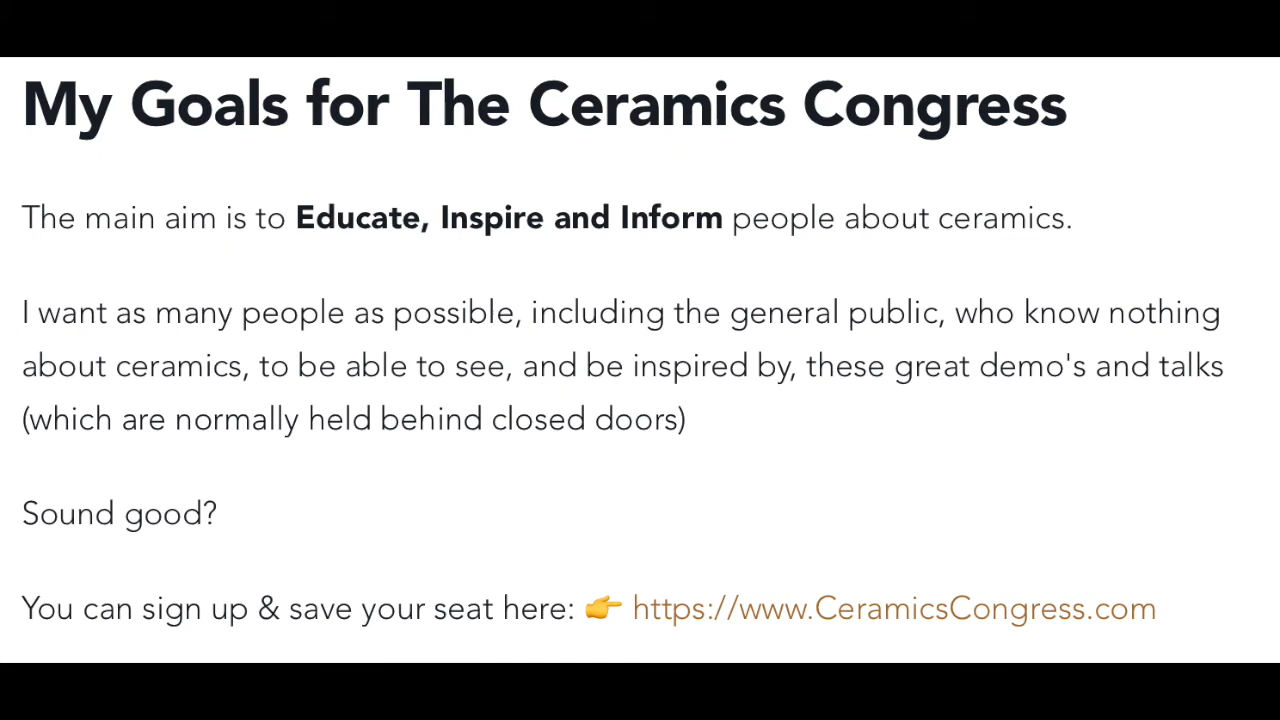 My Goals for The Ceramics Congress
The main aim is to Educate, Inspire and Inform people about ceramics.
I want as many people as possible, including the general public, who know nothing
about ceramics, to be able to see, and be inspired by, these great demo's and talks
(which are normally held behind closed doors)
Sound good?
You can sign up & save your seat here: 👉 https://www.CeramicsCongress.com